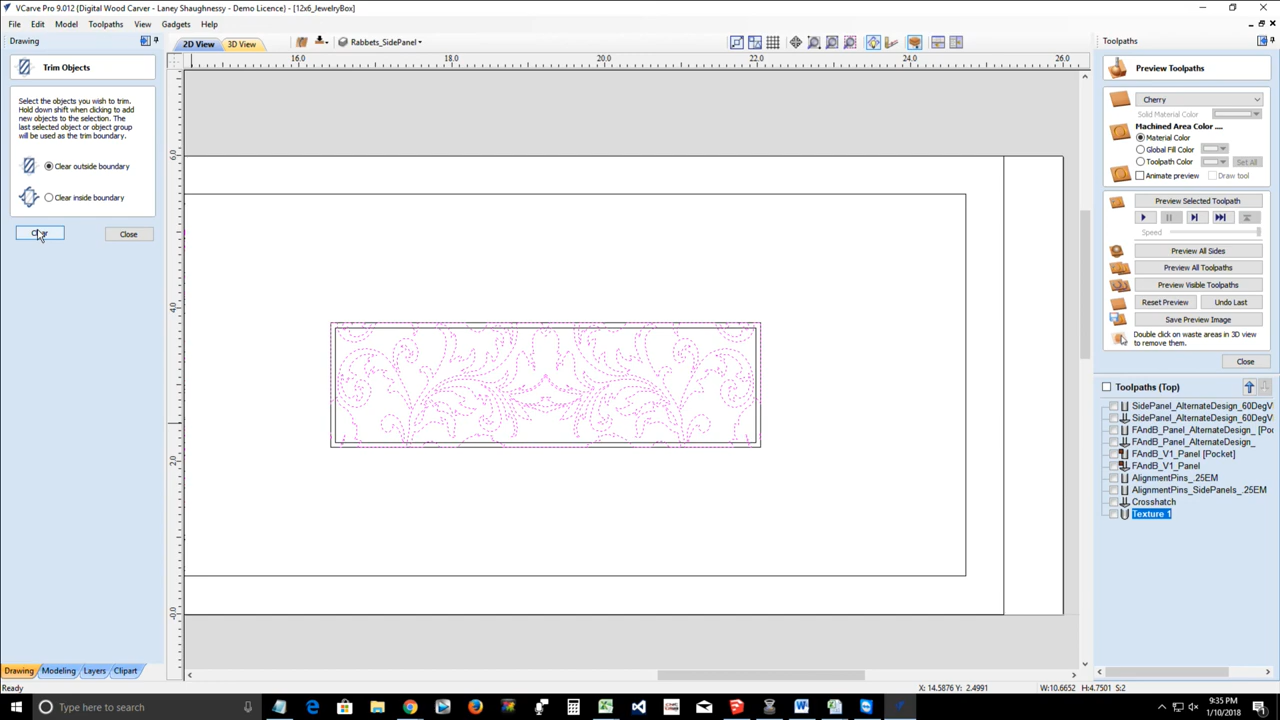 VCarve Pro 9.012 {Digital Wood Carver - Laney Shaughnessy - Demo Licence} - [12x6_JewelryBox]
File Edit Model Toolpaths View Gadgets Help
Drawing
2D View 3D View Rabbets_SidePanel
Toolpaths
16.0 18.0 20.0 22.0 24.0 26.0
Trim Objects
Select the objects you wish to trim.
Hold down shift when clicking to add
new objects to the selection. The
last selected object or object group
will be used as the trim boundary.
Clear outside boundary
Clear inside boundary
Close
6.0
4.0
2.0
-0.0
Preview Toolpaths
Cherry
Solid Material Color
Machined Area Color ....
Material Color
Global Fill Color
Toolpath Color Set All
Animate preview Draw tool
Preview Selected Toolpath
Speed
Preview All Sides
Preview All Toolpaths
Preview Visible Toolpaths
Reset Preview Undo Last
Save Preview Image
Double click on waste areas in 3D view
to remove them.
Close
Toolpaths (Top)
SidePanel_AlternateDesign_60DegV
SidePanel_AlternateDesign_60DegV
FAndB_Panel_AlternateDesign_ [Poc
FAndB_Panel_AlternateDesign_
FAndB_V1_Panel [Pocket]
FAndB_V1_Panel
AlignmentPins_.25EM
AlignmentPins_SidePanels_.25EM
Crosshatch
Texture 1
Drawing Modeling Layers Clipart
Ready
X: 14.5876 Y: 2.4991
W:10.6652 H:4.7501 S:2
Type here to search
9:35 PM
1/10/2018